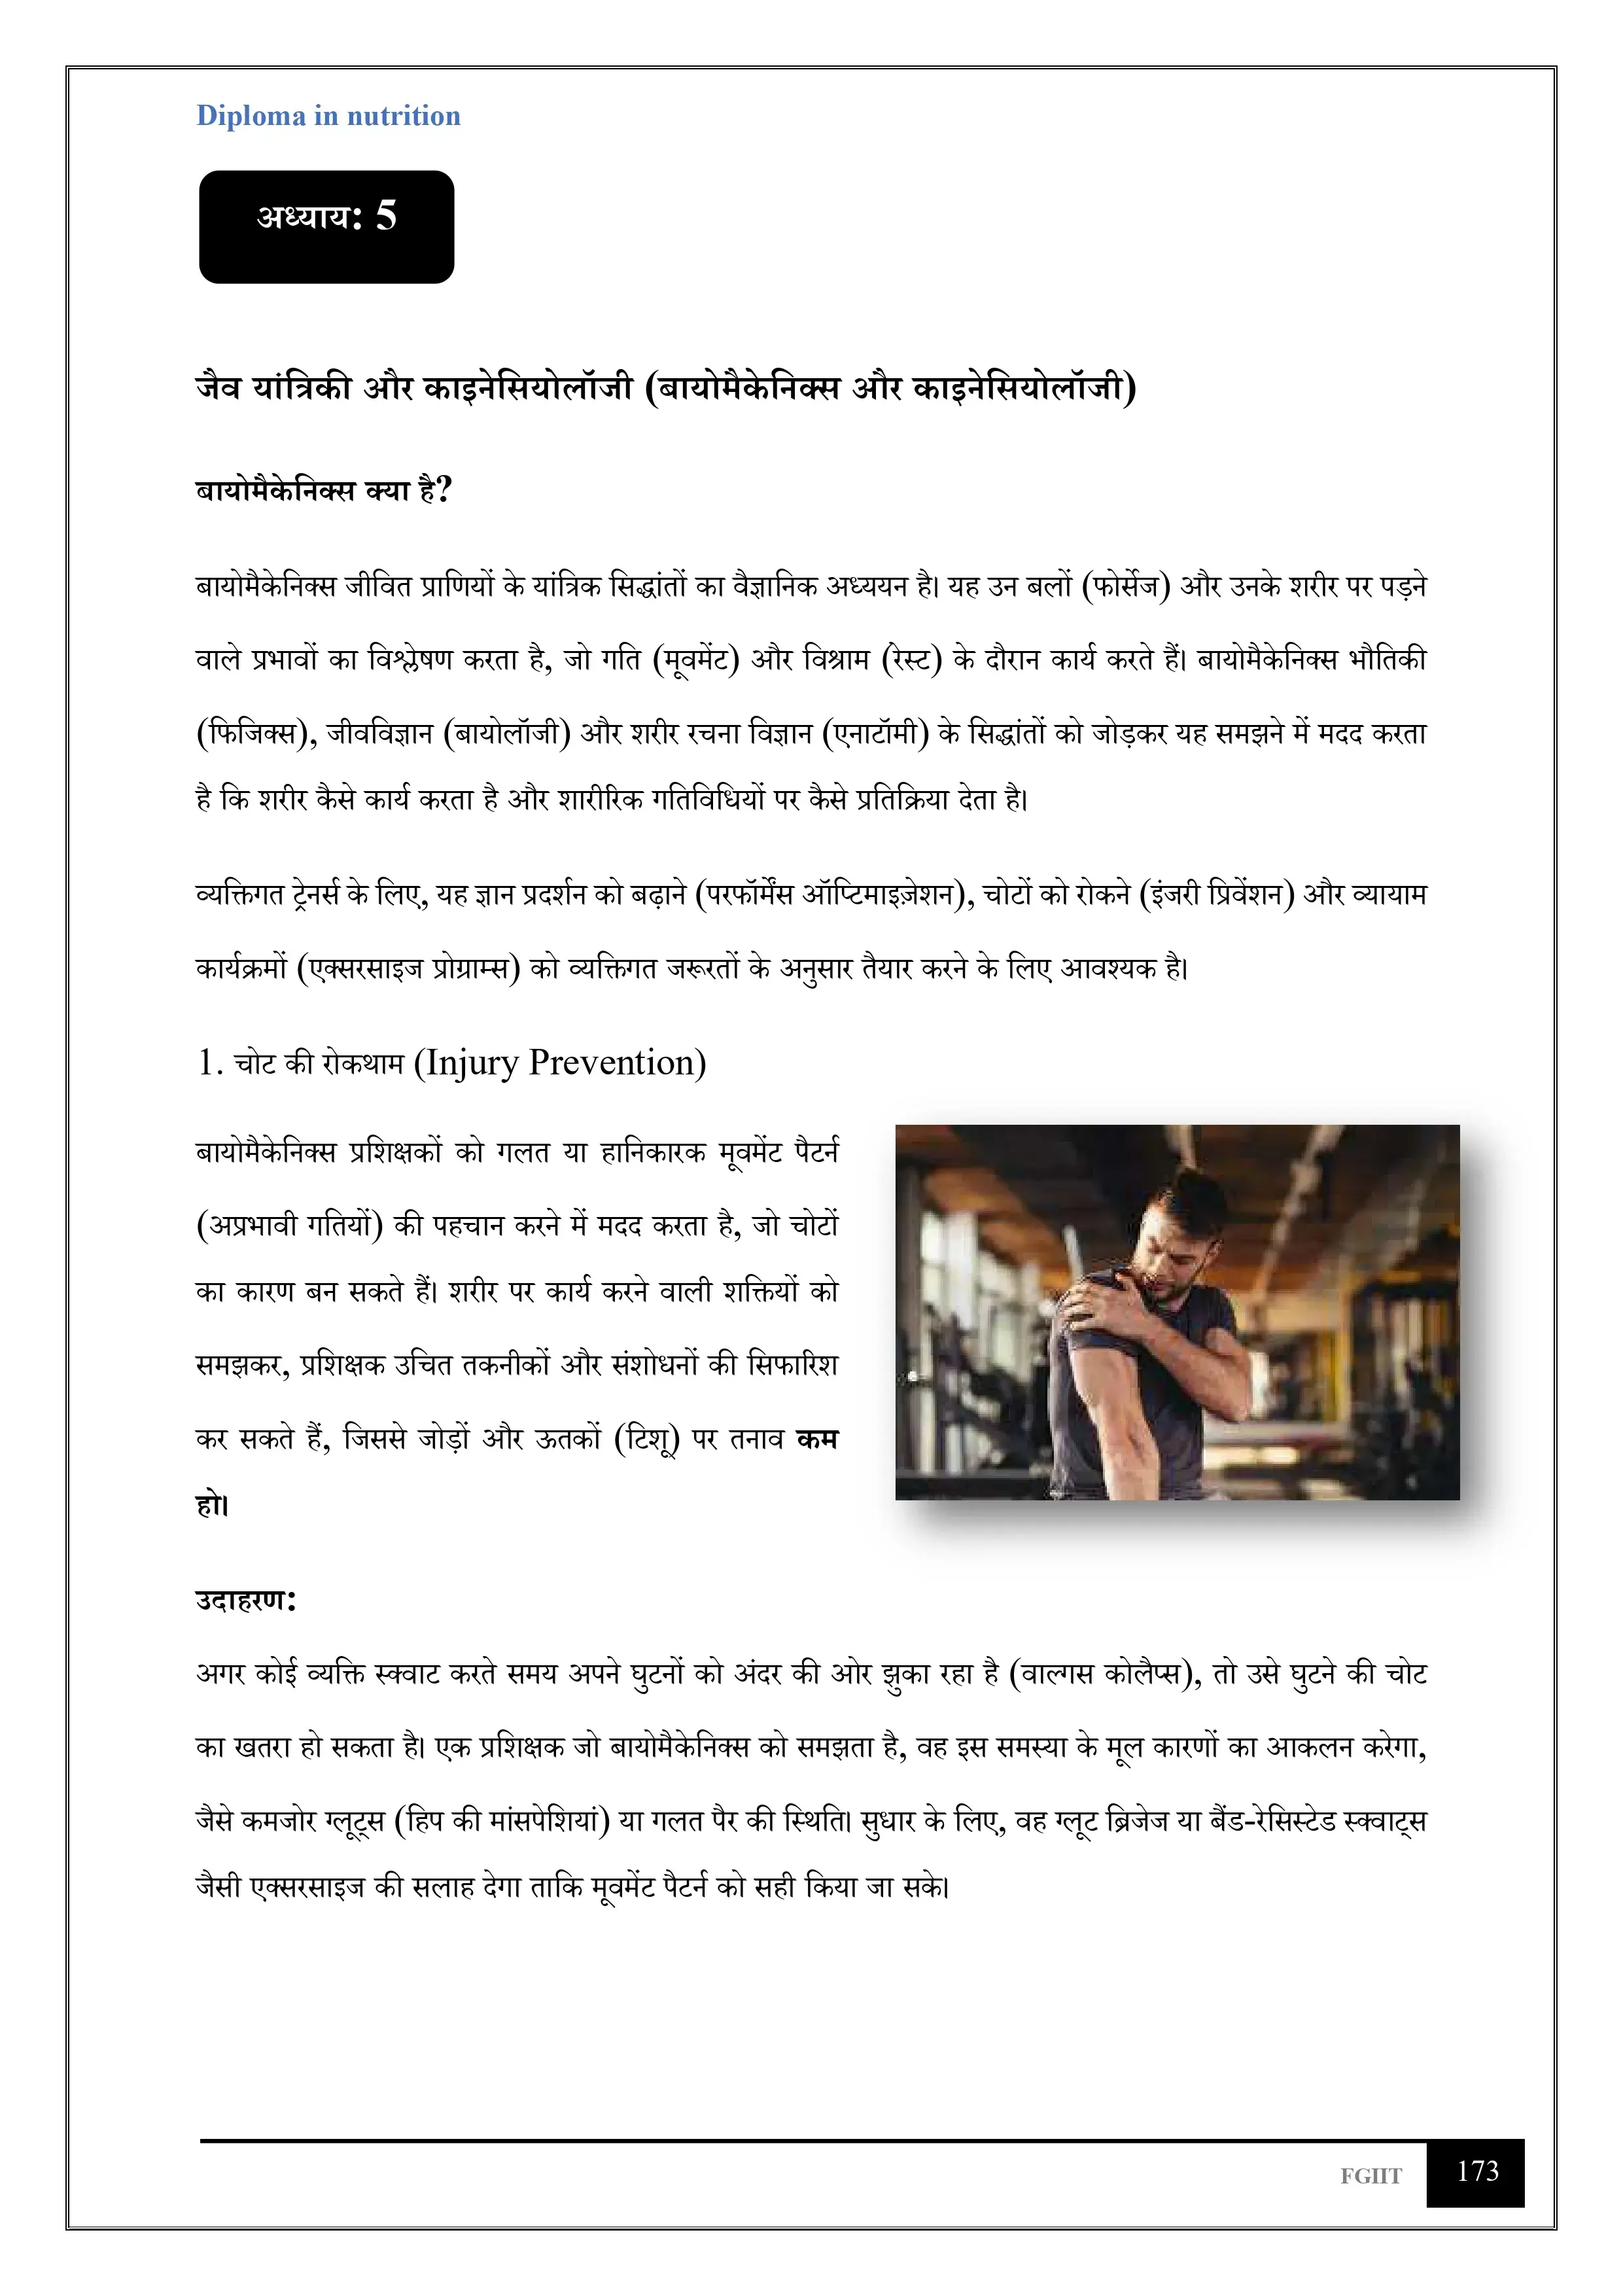 Diploma in nutrition
अध्याय: 5
जैव यांत्रिकी और काइनेसियोलॉजी (बायोमैकेनिक्स और काइनेसियोलॉजी)
बायोमैकेनिक्स क्या है?
बायोमैकेनिक्स जीवित प्राणियों के यांत्रिक सिद्धांतों का वैज्ञानिक अध्ययन है। यह उन बलों (फोर्सेज) और उनके शरीर पर पड़ने
वाले प्रभावों का विश्लेषण करता है, जो गति (मूवमेंट) और विश्राम (रेस्ट) के दौरान कार्य करते हैं। बायोमैकेनिक्स भौतिकी
(फिजिक्स), जीवविज्ञान (बायोलॉजी) और शरीर रचना विज्ञान (एनाटॉमी) के सिद्धांतों को जोड़कर यह समझने में मदद करता
है कि शरीर कैसे कार्य करता है और शारीरिक गतिविधियों पर कैसे प्रतिक्रिया देता है।
व्यक्तिगत ट्रेनर्स के लिए, यह ज्ञान प्रदर्शन को बढ़ाने (परफॉर्मेंस ऑप्टिमाइज़ेशन), चोटों को रोकने (इंजरी प्रिवेंशन) और व्यायाम
कार्यक्रमों (एक्सरसाइज प्रोग्राम्स) को व्यक्तिगत जरूरतों के अनुसार तैयार करने के लिए आवश्यक है।
1. चोट की रोकथाम (Injury Prevention)
बायोमैकेनिक्स प्रशिक्षकों को गलत या हानिकारक मूवमेंट पैटर्न
(अप्रभावी गतियों) की पहचान करने में मदद करता है, जो चोटों
का कारण बन सकते हैं। शरीर पर कार्य करने वाली शक्तियों को
समझकर, प्रशिक्षक उचित तकनीकों और संशोधनों की सिफारिश
कर सकते हैं, जिससे जोड़ों और ऊतकों (टिशू) पर तनाव कम
हो।
उदाहरण:
अगर कोई व्यक्ति स्क्वाट करते समय अपने घुटनों को अंदर की ओर झुका रहा है (वाल्गस कोलैप्स), तो उसे घुटने की चोट
का खतरा हो सकता है। एक प्रशिक्षक जो बायोमैकेनिक्स को समझता है, वह इस समस्या के मूल कारणों का आकलन करेगा,
जैसे कमजोर ग्लूट्स (हिप की मांसपेशियां) या गलत पैर की स्थिति। सुधार के लिए, वह ग्लूट ब्रिजेज या बैंड-रेसिस्टेड स्क्वाट्स
जैसी एक्सरसाइज की सलाह देगा ताकि मूवमेंट पैटर्न को सही किया जा सके।
FGIIT 173